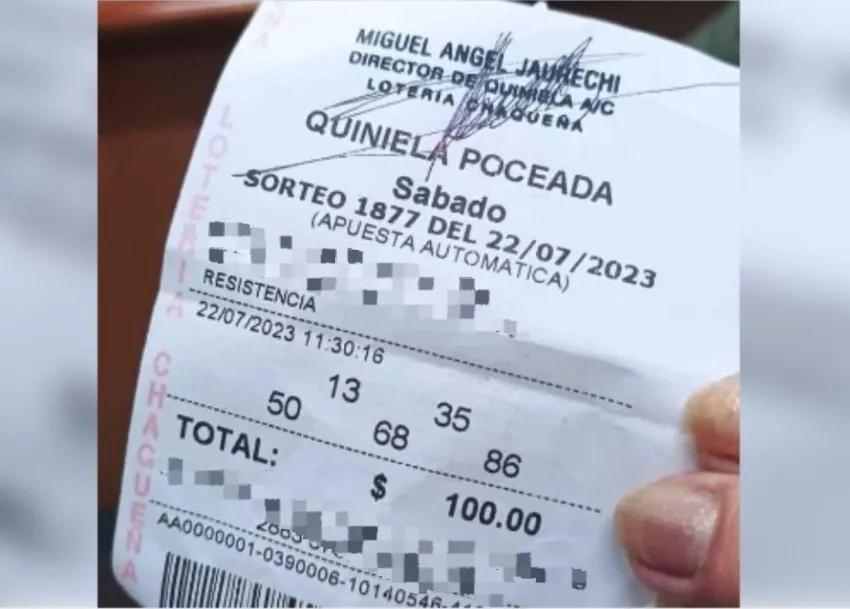 MIGUEL ANGEL JAURECHI
DIRECTOR DE QUINIELA A/C
LOTERIA CHAQUEÑA
QUINIELA POCEADA
Sabado
SORTEO 1877 DEL 22/07/2023
(APUESTA AUTOMATICA)
RESISTENCIA
22/07/2023 11:30:16
13 35
50 68 86
TOTAL: $ 100.00
AA0000001-0390006-10140546-
LOTERIA CHAQUEÑA